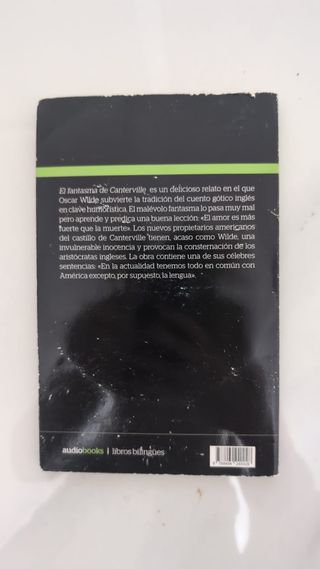 El fantasma de Canterville es un delicioso relato en el que
Oscar Wilde subvierte la tradición del cuento gótico inglés
en clave humorística. El malévolo fantasma lo pasa muy mal
pero aprende y predica una buena lección: «El amor es más
fuerte que la muerte». Los nuevos propietarios americanos
del castillo de Canterville tienen, acaso como Wilde, una
invulnerable inocencia y provocan la consternación de los
aristócratas ingleses. La obra contiene una de sus célebres
sentencias: «En la actualidad tenemos todo en común con
América excepto, por supuesto, la lengua».
audiobooks | libros bilingües